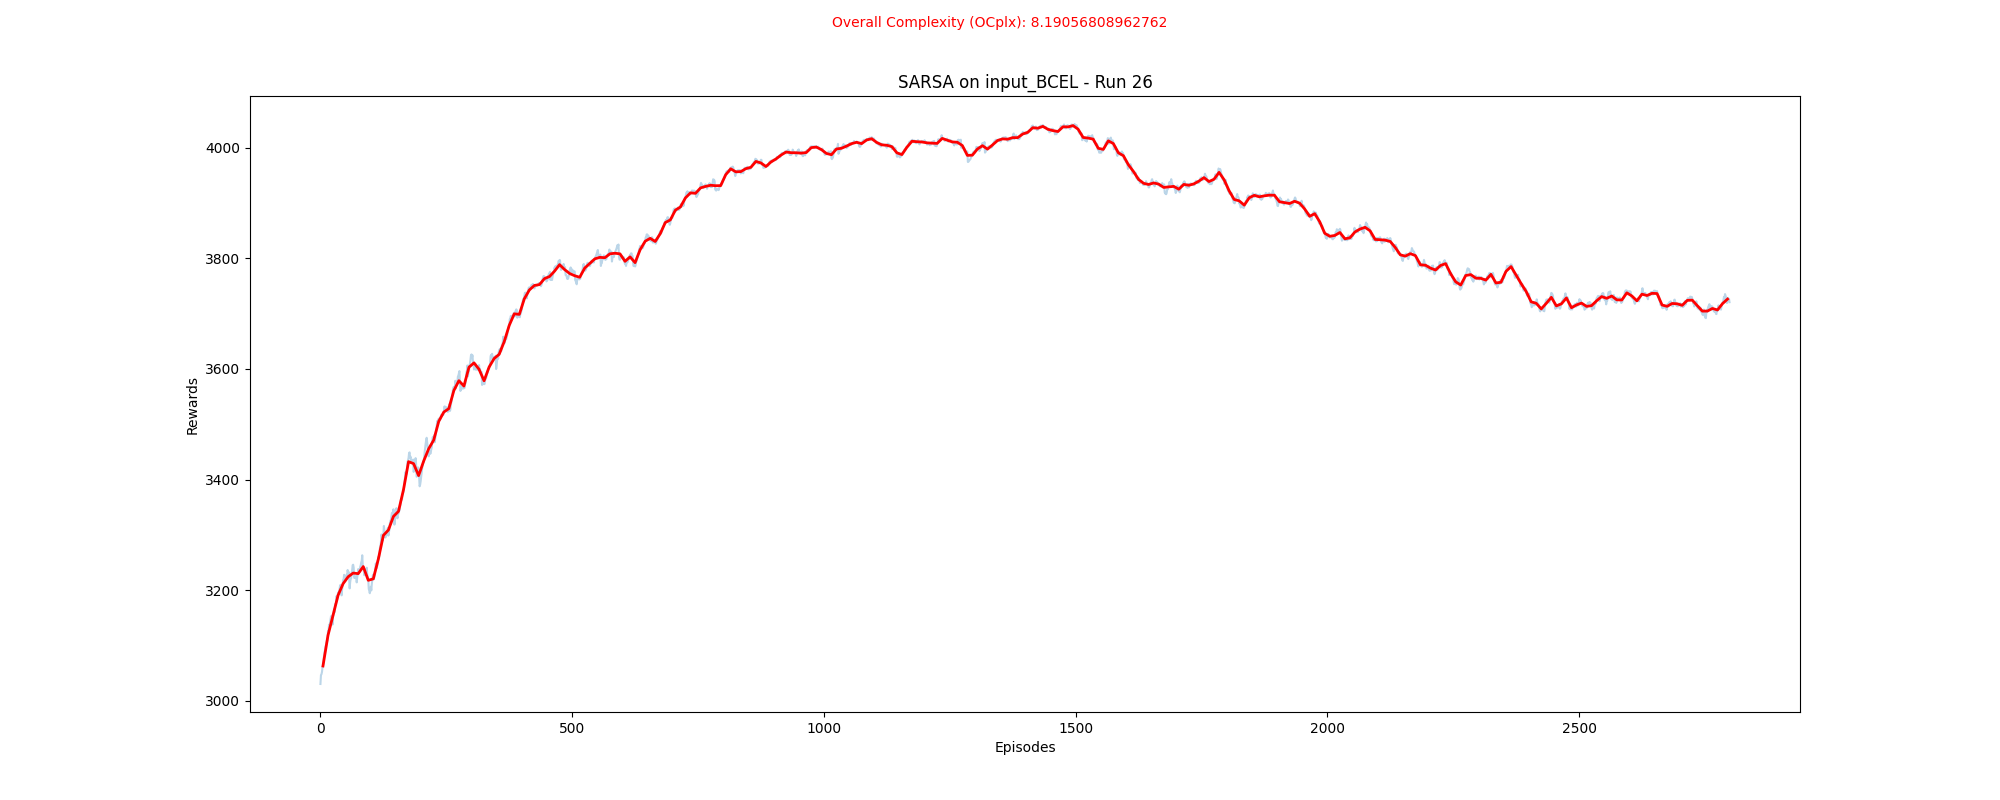 Overall Complexity (OCplx): 8.19056808962762
SARSA on input_BCEL - Run 26
4000
3800
3600
3400
3200
3000
Rewards
0 500 1000 1500 2000 2500
Episodes